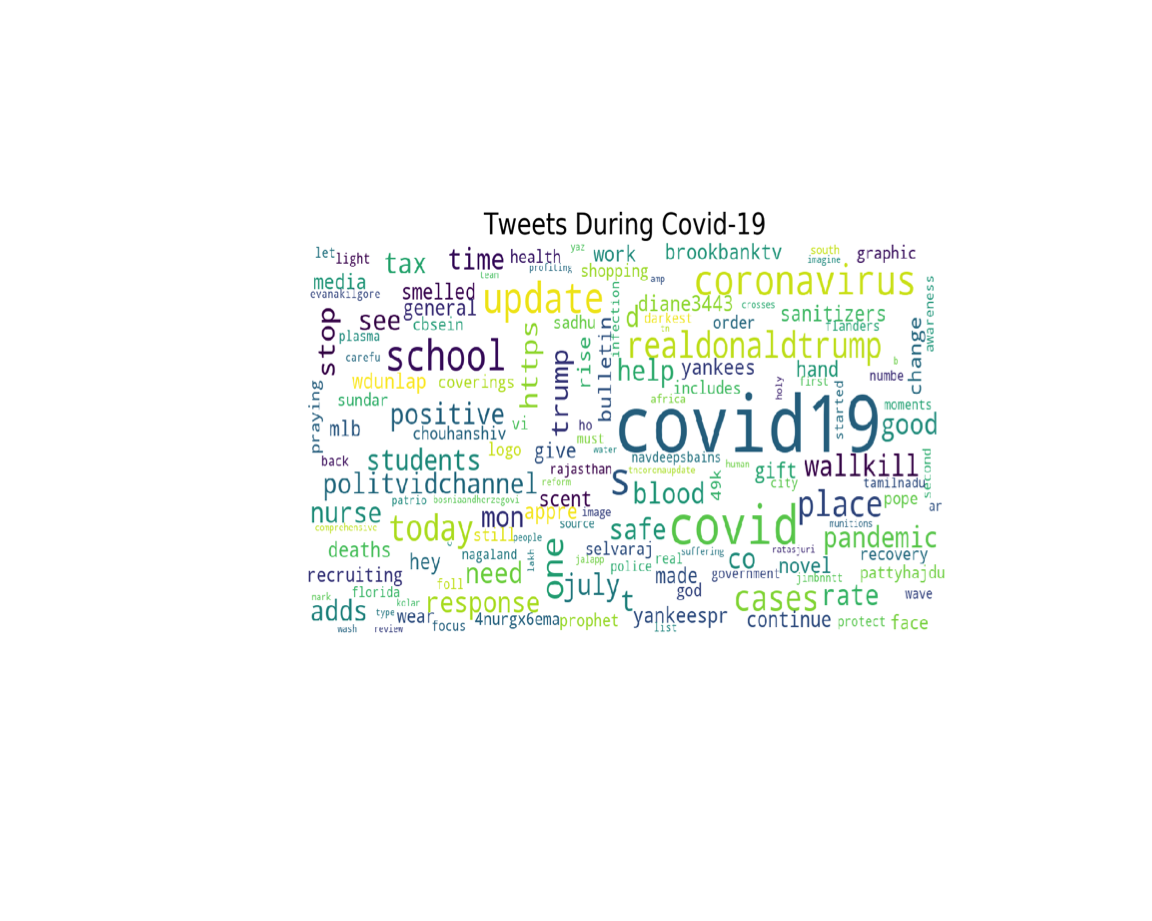 Tweets During Covid-19
let light tax time health yaz work brookbanktv south imagine graphic
media lean profiting shopping amp coronavirus
evanakilgore smelled update infection diane3443 crosses sanitizers awareness
stop see general cbsein sadhu d darkest order flanders change
plasma school https trump rise bulletin realdonaldtrump
carefu wdunlap coverings help yankees hand first numbe b
praying sundar positive vi africa includes holy started moments
mlb chouhanshiv ho must covid19 good
back students logo give water navdeepsbains wallkill second
politvidchannel rajasthan tncoronaupdate human gift city tamilnadu
patrio bosniaandherzegovi reform scent s blood 49k place pope ar
nurse today mon appre image source safe covid munitions pandemic
comprehensive still people
deaths hey nagaland lakh one selvaraj suffering co ratasjuri recovery
recruiting foll need jalapp police real made government novel jimbontt pattyhajdu
nark florida july god cases rate wave
adds type kolar wear response t yankeespr continue protect face
wash review focus 4nurgx6ema prophet list